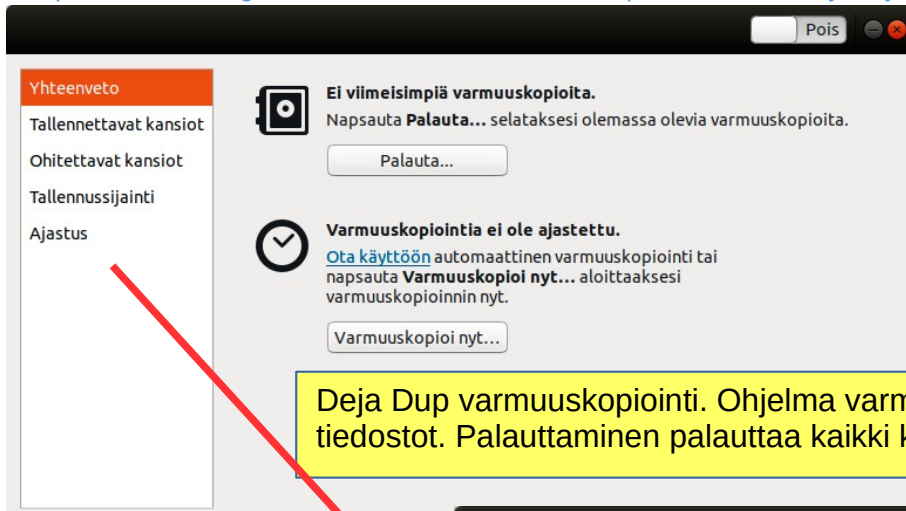 Pois
Yhteenveto
Tallennettavat kansiot
Ohitettavat kansiot
Tallennussijainti
Ajastus
Ei viimeisimpiä varmuuskopioita.
Napsauta Palauta... selataksesi olemassa olevia varmuuskopioita.
Palauta...
Varmuuskopiointia ei ole ajastettu.
Ota käyttöön automaattinen varmuuskopiointi tai
napsauta Varmuuskopioi nyt... aloittaaksesi
varmuuskopioinnin nyt.
Varmuuskopioi nyt...
Deja Dup varmuuskopiointi. Ohjelma varm
tiedostot. Palauttaminen palauttaa kaikki k